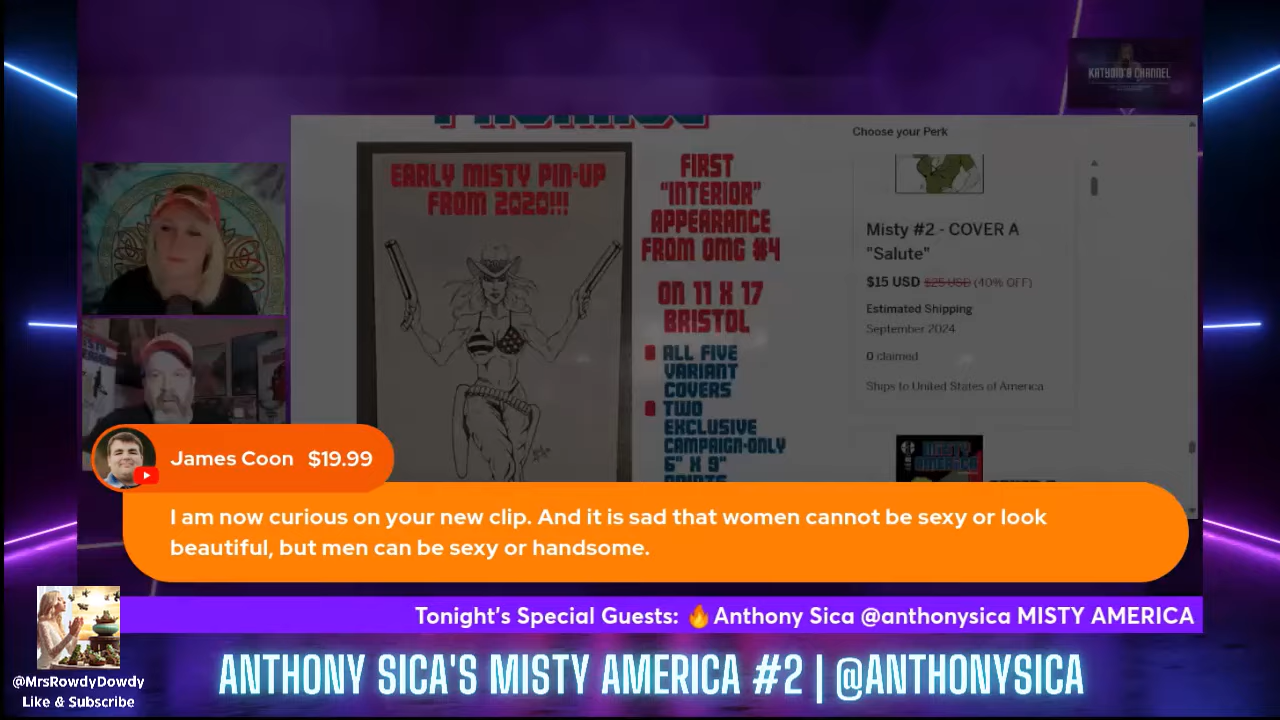 KATYDID'S CHANNEL
Choose your Perk
EARLY MISTY PIN-UP
FROM 2020!!!
FIRST
"INTERIOR"
APPEARANCE
FROM OMG #4
ON 11 X 17
BRISTOL
ALL FIVE
VARIANT
COVERS
TWO
EXCLUSIVE
CAMPAIGN-ONLY
6" X 9"
PRINTS
Misty #2 - COVER A
"Salute"
$15 USD $25 USD (40% OFF)
Estimated Shipping
September 2024
0 claimed
Ships to United States of America
MISTY
AMERICA
James Coon $19.99
I am now curious on your new clip. And it is sad that women cannot be sexy or look
beautiful, but men can be sexy or handsome.
Tonight's Special Guests: 🔥Anthony Sica @anthonysica MISTY AMERICA
ANTHONY SICA'S MISTY AMERICA #2 | @ANTHONYSICA
@MrsRowdyDowdy
Like & Subscribe